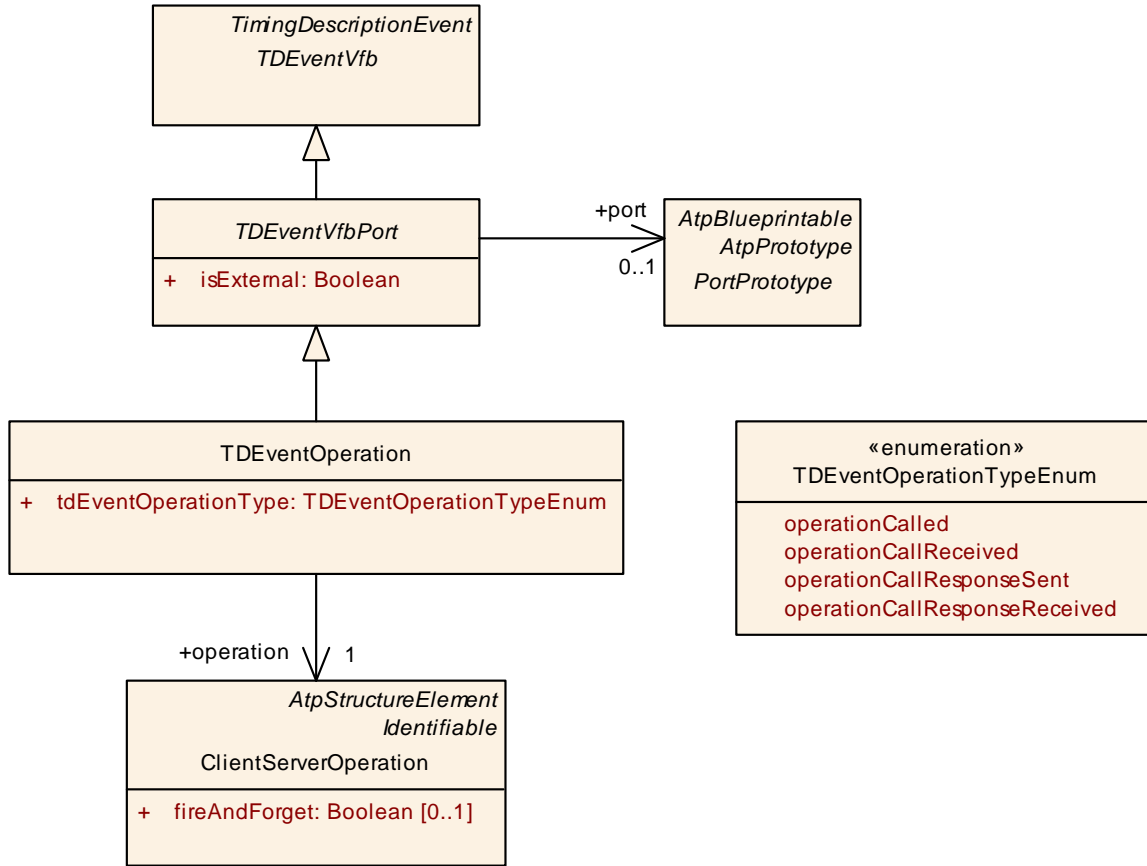 TimingDescriptionEvent
TDEventVfb
TDEventVfbPort
+ isExternal: Boolean
+port
0..1
AtpBlueprintable
AtpPrototype
PortPrototype
TDEventOperation
+ tdEventOperationType: TDEventOperationTypeEnum
«enumeration»
TDEventOperationTypeEnum
operationCalled
operationCallReceived
operationCallResponseSent
operationCallResponseReceived
+operation 1
AtpStructureElement
Identifiable
ClientServerOperation
+ fireAndForget: Boolean [0..1]